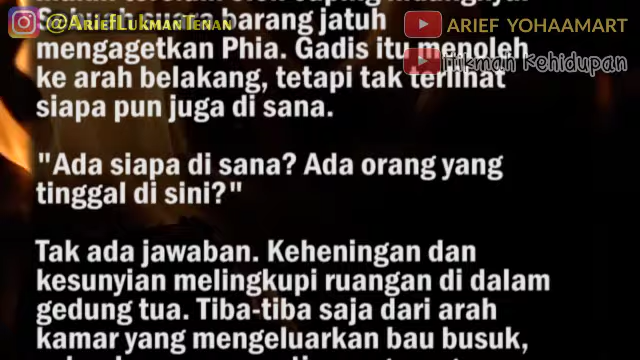 @AriefLukmanTenan
ARIEF YOHAAMART
Hikmah Kehidupan
barang jatuh
mengagetkan Phia. Gadis itu menoleh
ke arah belakang, tetapi tak terlihat
siapa pun juga di sana.
"Ada siapa di sana? Ada orang yang
tinggal di sini?"
Tak ada jawaban. Keheningan dan
kesunyian melingkupi ruangan di dalam
gedung tua. Tiba-tiba saja dari arah
kamar yang mengeluarkan bau busuk,